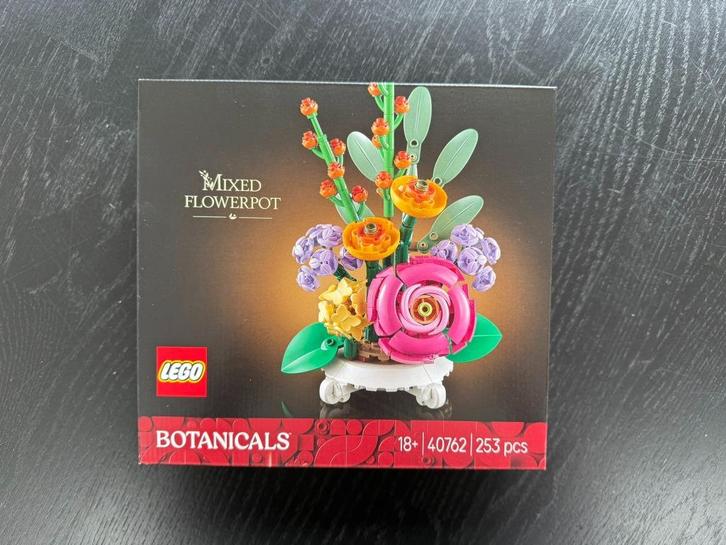 MIXED
FLOWERPOT
LEGO
BOTANICALS
18+ 40762 253 pcs